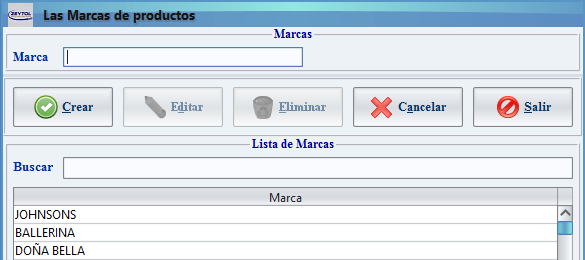 ZEYTOL Las Marcas de productos
Marcas
Marca
Crear Editar Eliminar Cancelar Salir
Lista de Marcas
Buscar
Marca
JOHNSONS
BALLERINA
DOÑA BELLA